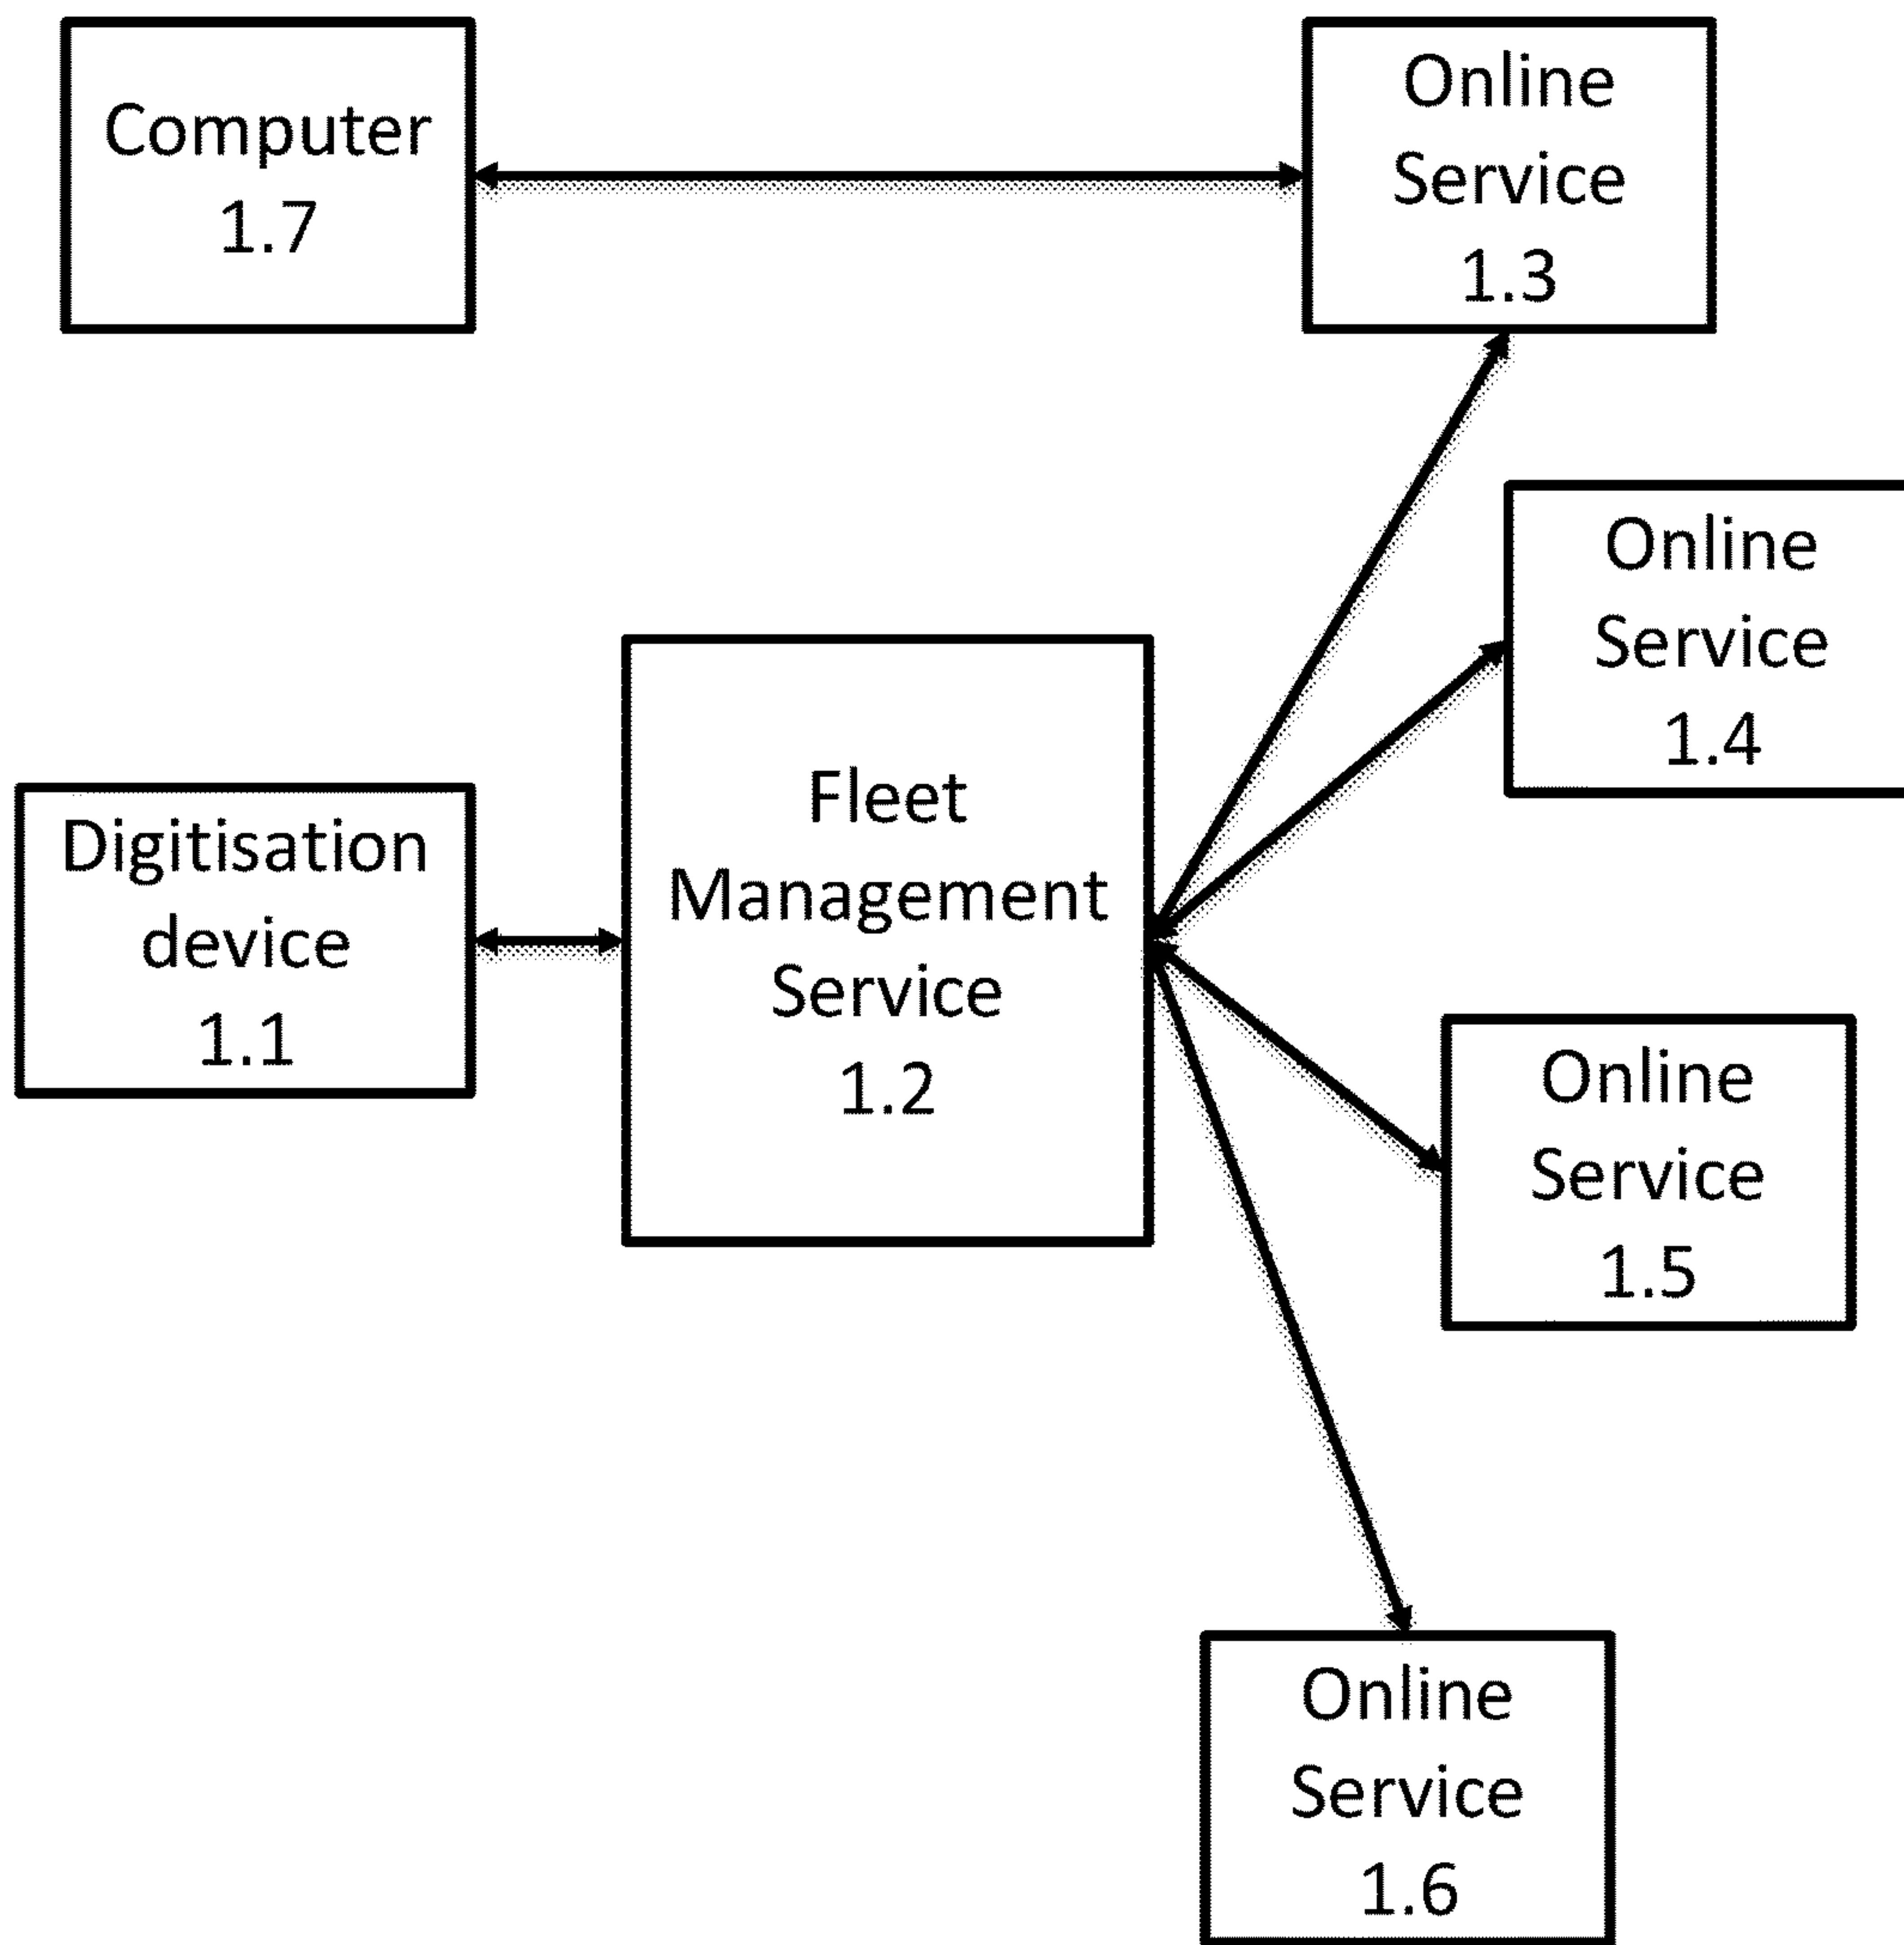 Computer
1.7
Online
Service
1.3
Online
Service
1.4
Fleet
Management
Service
1.2
Digitisation
device
1.1
Online
Service
1.5
Online
Service
1.6